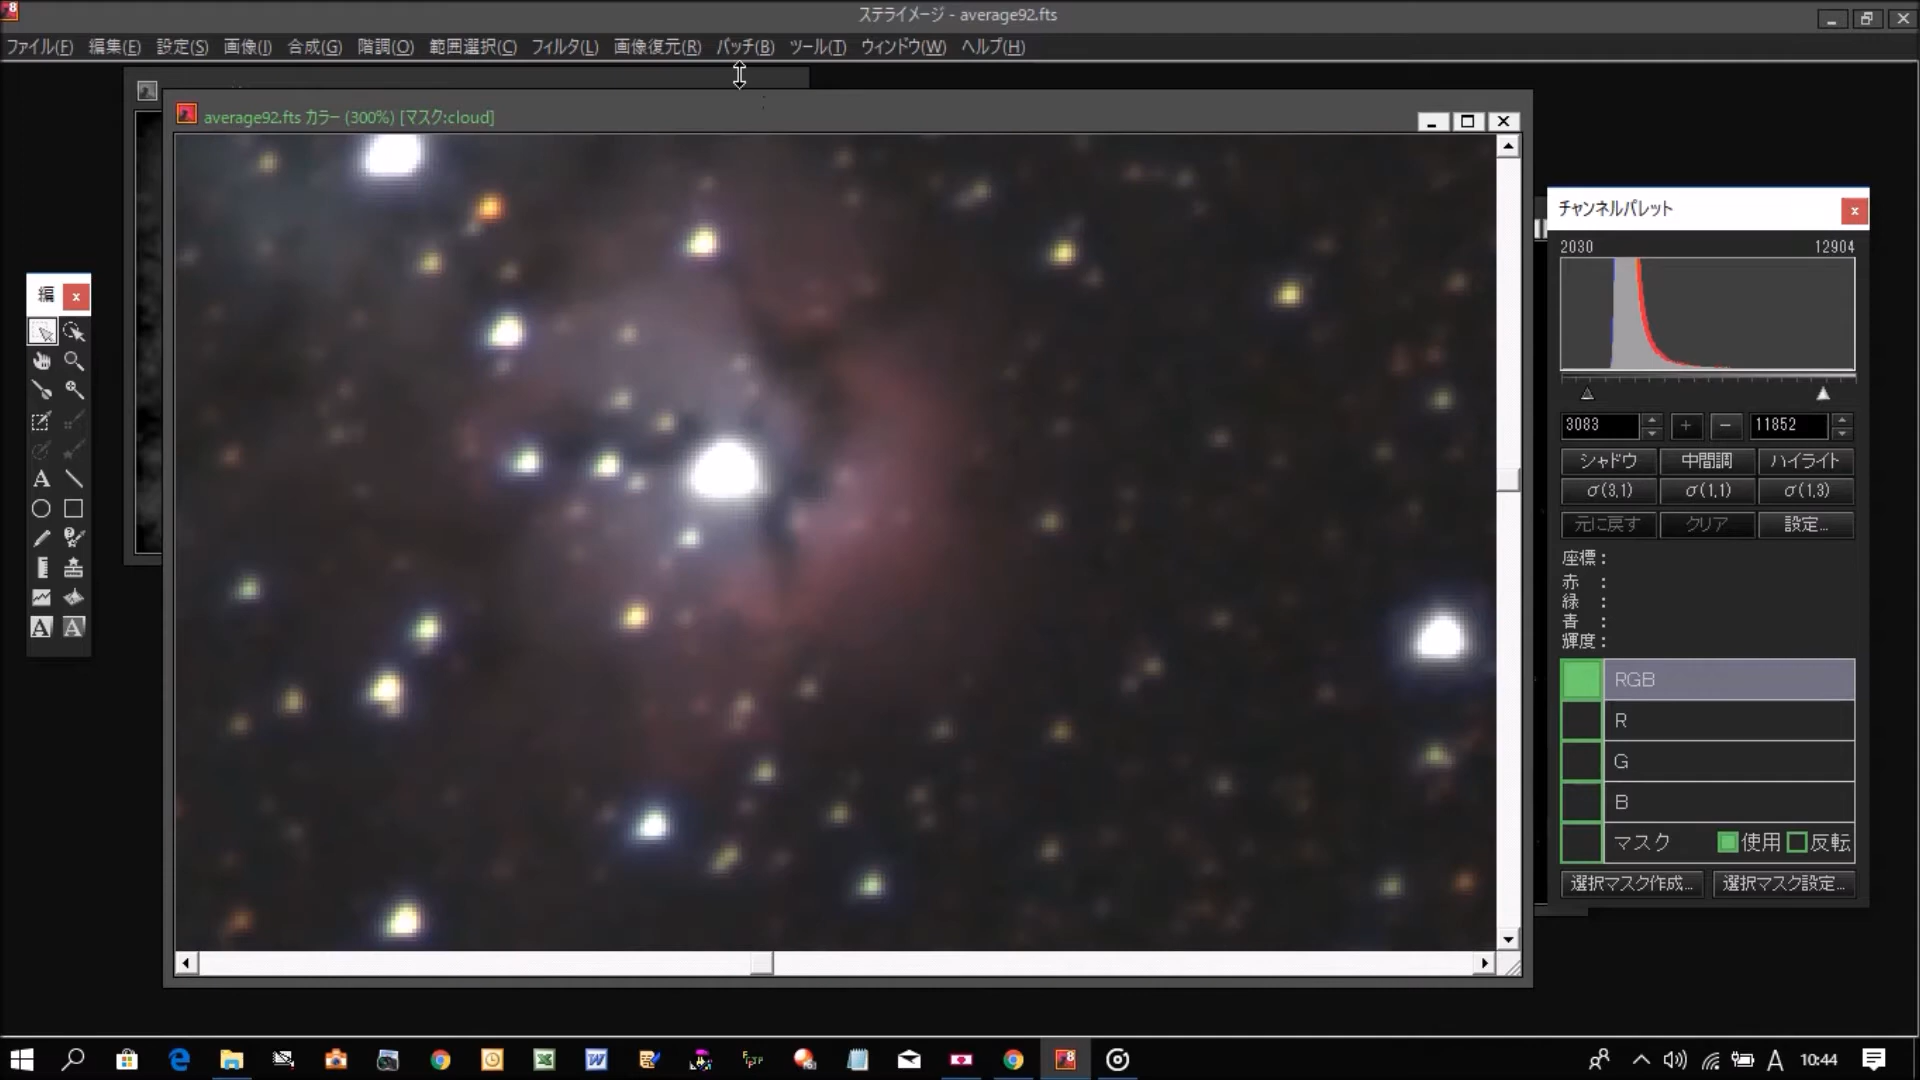 ステライメージ - average92.fts
ファイル(F) 編集(E) 設定(S) 画像(I) 合成(G) 階調(O) 範囲選択(C) フィルタ(L) 画像復元(R) バッチ(B) ツール(T) ウィンドウ(W) ヘルプ(H)
average92.fts カラー (300%) [マスク:cloud]
編
チャンネルパレット
2030 12904
3083 + − 11852
シャドウ 中間調 ハイライト
σ(3,1) σ(1,1) σ(1,3)
元に戻す クリア 設定...
座標 :
赤 :
緑 :
青 :
輝度 :
RGB
R
G
B
マスク 使用 反転
選択マスク作成... 選択マスク設定...
A 10:44